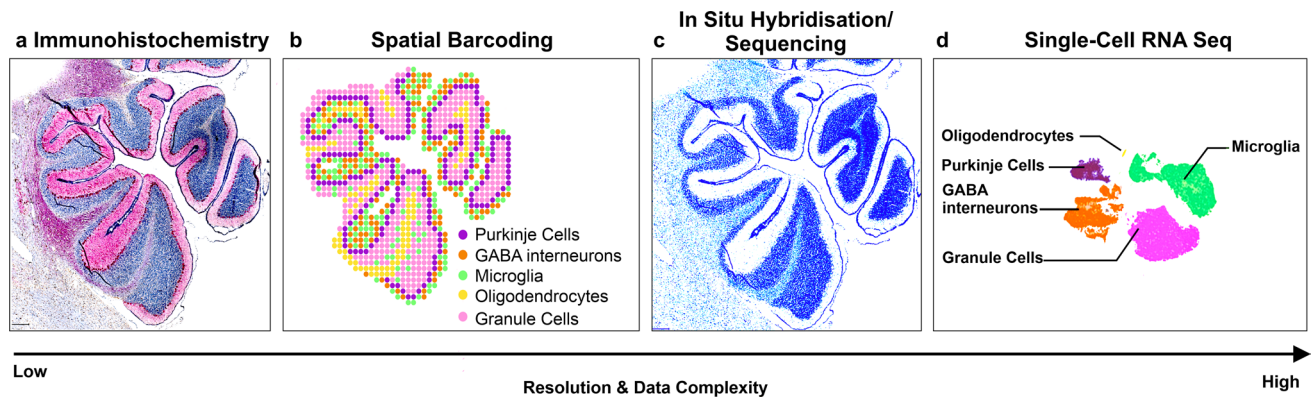 a Immunohistochemistry
b Spatial Barcoding
c In Situ Hybridisation/
Sequencing
d Single-Cell RNA Seq
Purkinje Cells
GABA interneurons
Microglia
Oligodendrocytes
Granule Cells
Oligodendrocytes
Microglia
Purkinje Cells
GABA
interneurons
Granule Cells
Low
High
Resolution & Data Complexity